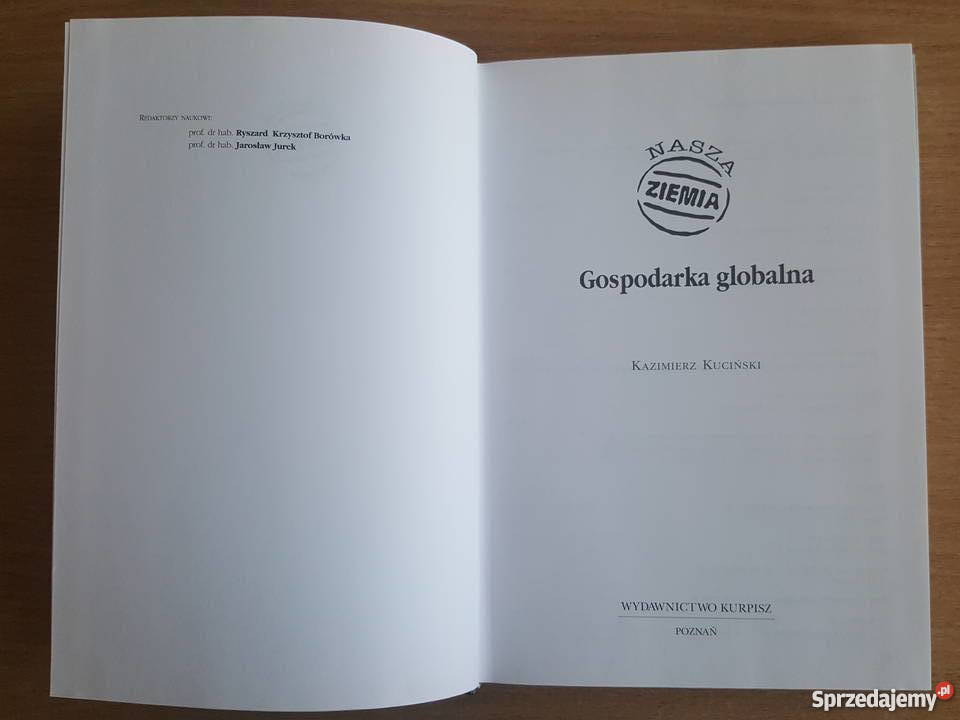 REDAKTORZY NAUKOWI:
prof. dr hab. Ryszard Krzysztof Borówka
prof. dr hab. Jarosław Jurek
NASZA
ZIEMIA
Gospodarka globalna
KAZIMIERZ KUCIŃSKI
WYDAWNICTWO KURPISZ
POZNAŃ
Sprzedajemy.pl